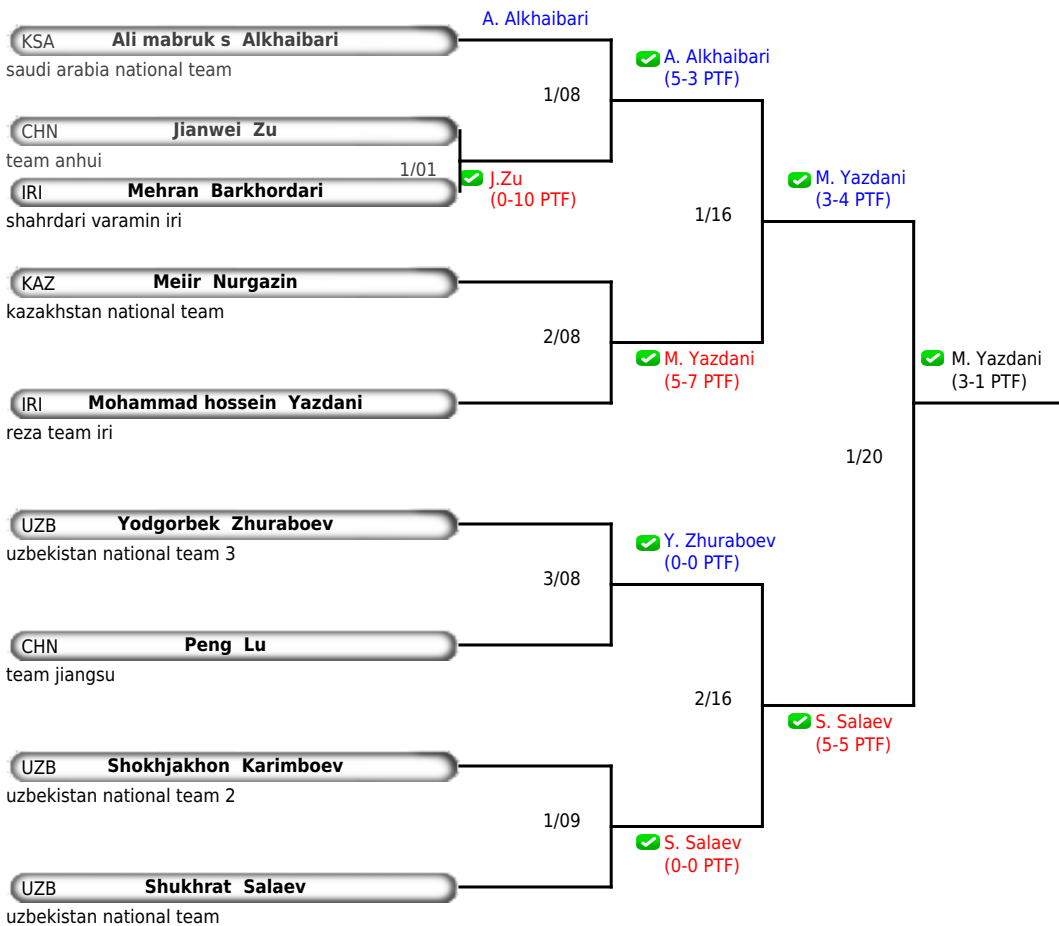 A. Alkhaibari
KSA Ali mabruk s Alkhaibari
saudi arabia national team
A. Alkhaibari
(5-3 PTF)
1/08
CHN Jianwei Zu
team anhui
1/01
J.Zu
(0-10 PTF)
IRI Mehran Barkhordari
shahrdari varamin iri
M. Yazdani
(3-4 PTF)
1/16
KAZ Meiir Nurgazin
kazakhstan national team
2/08
M. Yazdani
(5-7 PTF)
M. Yazdani
(3-1 PTF)
IRI Mohammad hossein Yazdani
reza team iri
1/20
UZB Yodgorbek Zhuraboev
uzbekistan national team 3
Y. Zhuraboev
(0-0 PTF)
3/08
CHN Peng Lu
team jiangsu
2/16
S. Salaev
(5-5 PTF)
UZB Shokhjakhon Karimboev
uzbekistan national team 2
1/09
S. Salaev
(0-0 PTF)
UZB Shukhrat Salaev
uzbekistan national team